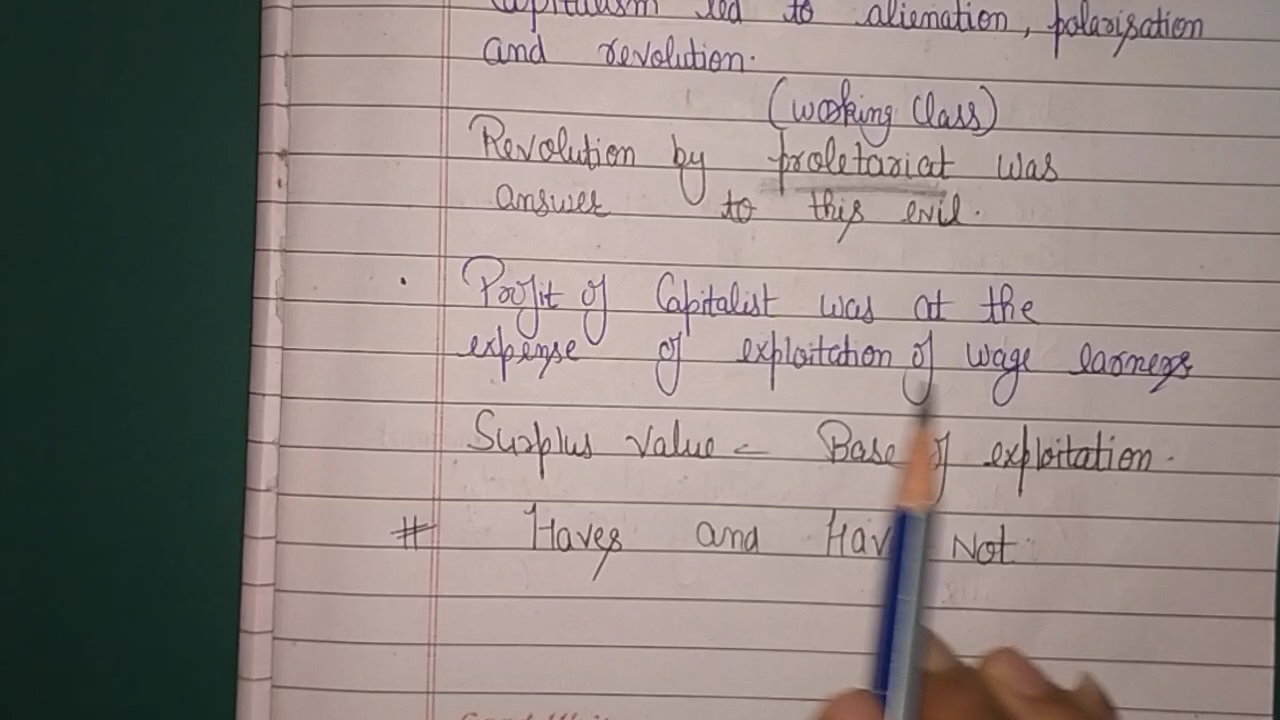 Capitalism led to alienation, polarisation
and revolution.
(Working Class)
Revolution by proletariat was
answer to this evil.
Profit of Capitalist was at the
expense of exploitation of wage earners
Surplus Value = Base of exploitation.
# Haves and Hav Not